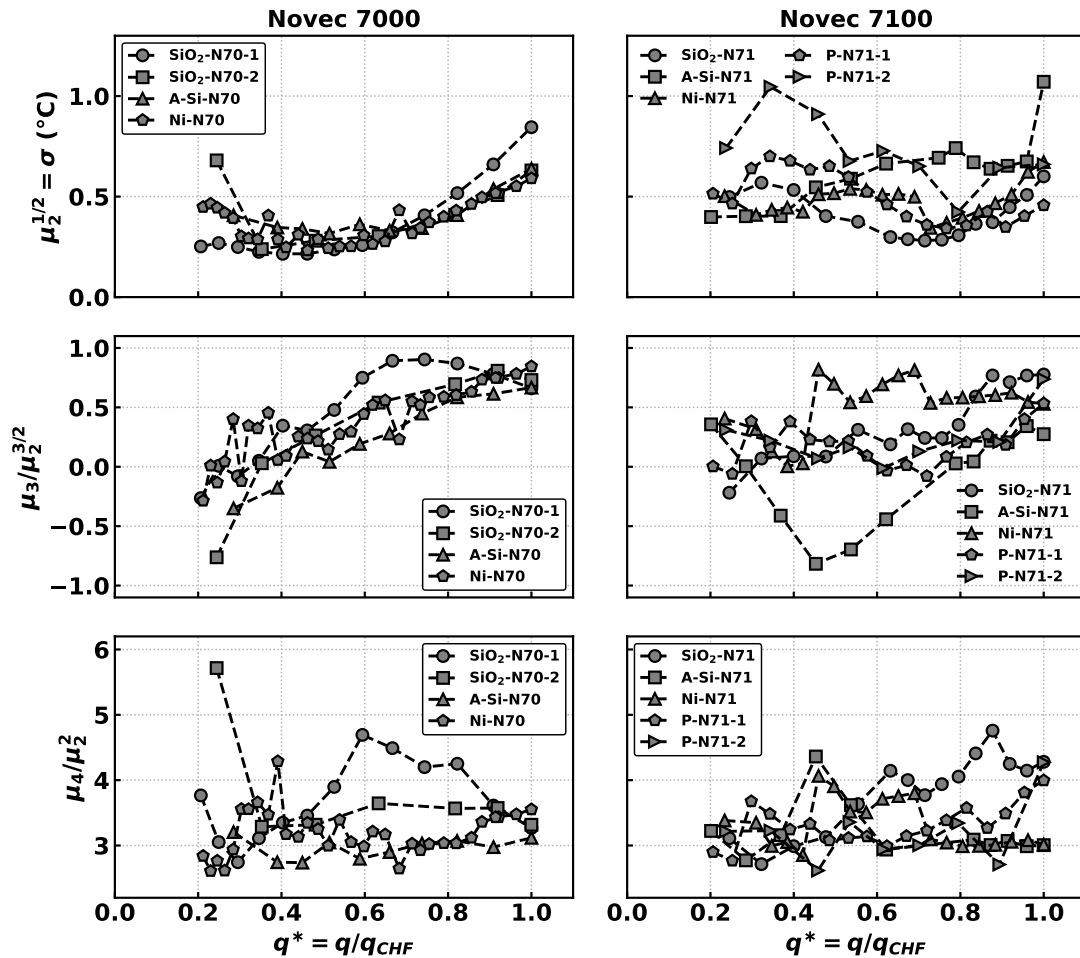 Novec 7000
Novec 7100
μ₂^{1/2} = σ (°C)
1.0
0.5
0.0
SiO₂-N70-1
SiO₂-N70-2
A-Si-N70
Ni-N70
SiO₂-N71
A-Si-N71
Ni-N71
P-N71-1
P-N71-2
μ₃/μ₂^{3/2}
1.0
0.5
0.0
−0.5
−1.0
SiO₂-N70-1
SiO₂-N70-2
A-Si-N70
Ni-N70
SiO₂-N71
A-Si-N71
Ni-N71
P-N71-1
P-N71-2
μ₄/μ₂²
6
5
4
3
SiO₂-N70-1
SiO₂-N70-2
A-Si-N70
Ni-N70
SiO₂-N71
A-Si-N71
Ni-N71
P-N71-1
P-N71-2
0.0 0.2 0.4 0.6 0.8 1.0
0.0 0.2 0.4 0.6 0.8 1.0
q* = q/q_{CHF}
q* = q/q_{CHF}